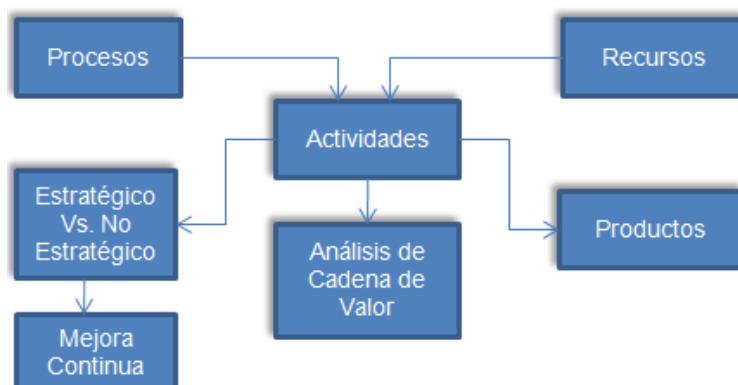 Procesos
Recursos
Actividades
Estratégico
Vs. No
Estratégico
Análisis de
Cadena de
Valor
Productos
Mejora
Continua